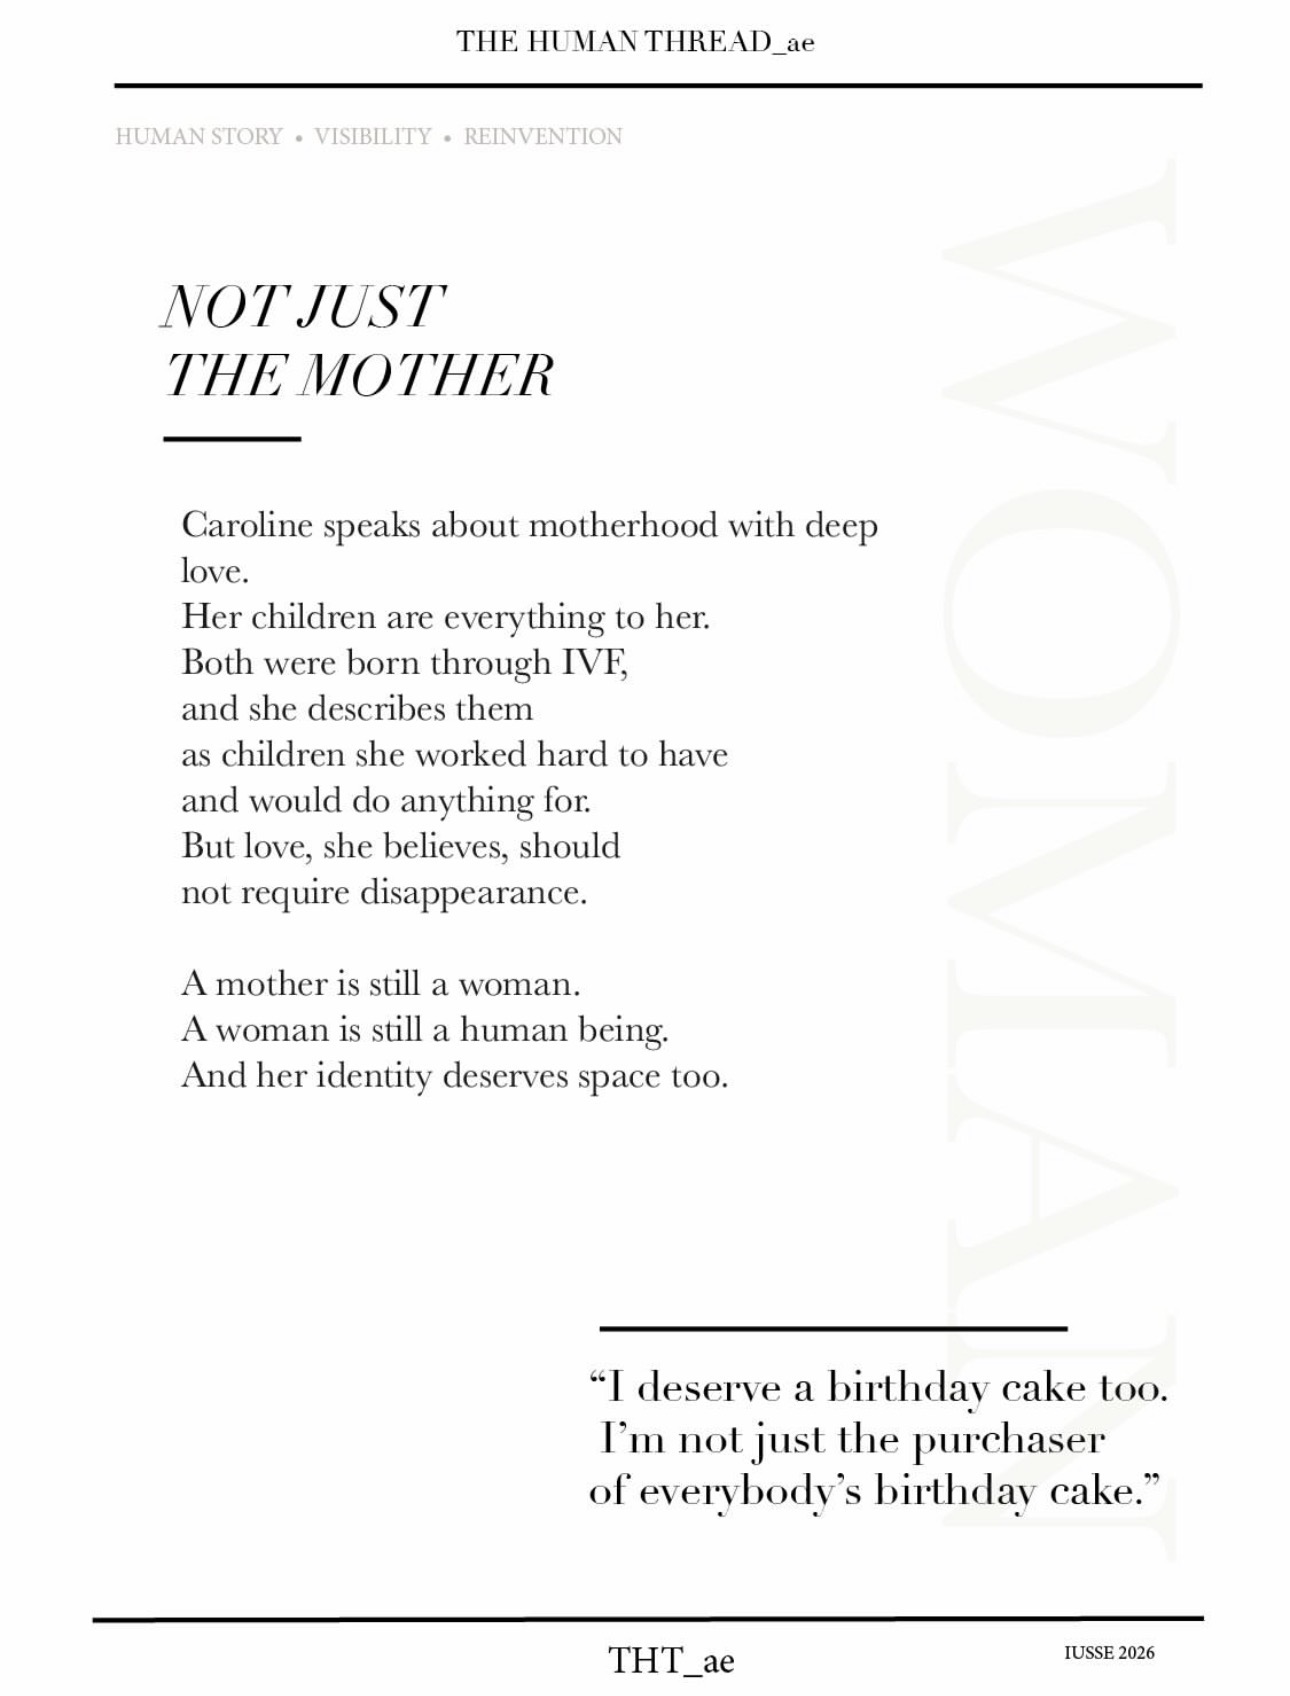 THE HUMAN THREAD_ae
HUMAN STORY • VISIBILITY • REINVENTION
WOMAN
NOT JUST
THE MOTHER
Caroline speaks about motherhood with deep
love.
Her children are everything to her.
Both were born through IVF,
and she describes them
as children she worked hard to have
and would do anything for.
But love, she believes, should
not require disappearance.
A mother is still a woman.
A woman is still a human being.
And her identity deserves space too.
“I deserve a birthday cake too.
I’m not just the purchaser
of everybody’s birthday cake.”
THT_ae
IUSSE 2026